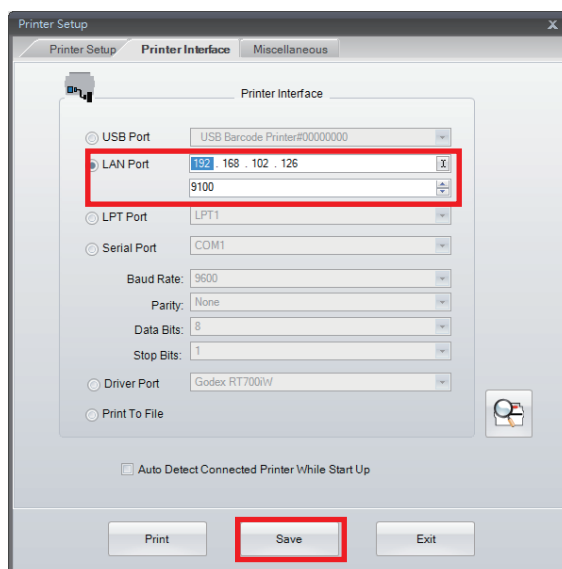 Printer Setup X
Printer Setup Printer Interface Miscellaneous
Printer Interface
USB Port USB Barcode Printer#00000000
LAN Port 192 . 168 . 102 . 126
9100
LPT Port LPT1
Serial Port COM1
Baud Rate: 9600
Parity: None
Data Bits: 8
Stop Bits: 1
Driver Port Godex RT700iW
Print To File
Auto Detect Connected Printer While Start Up
Print Save Exit